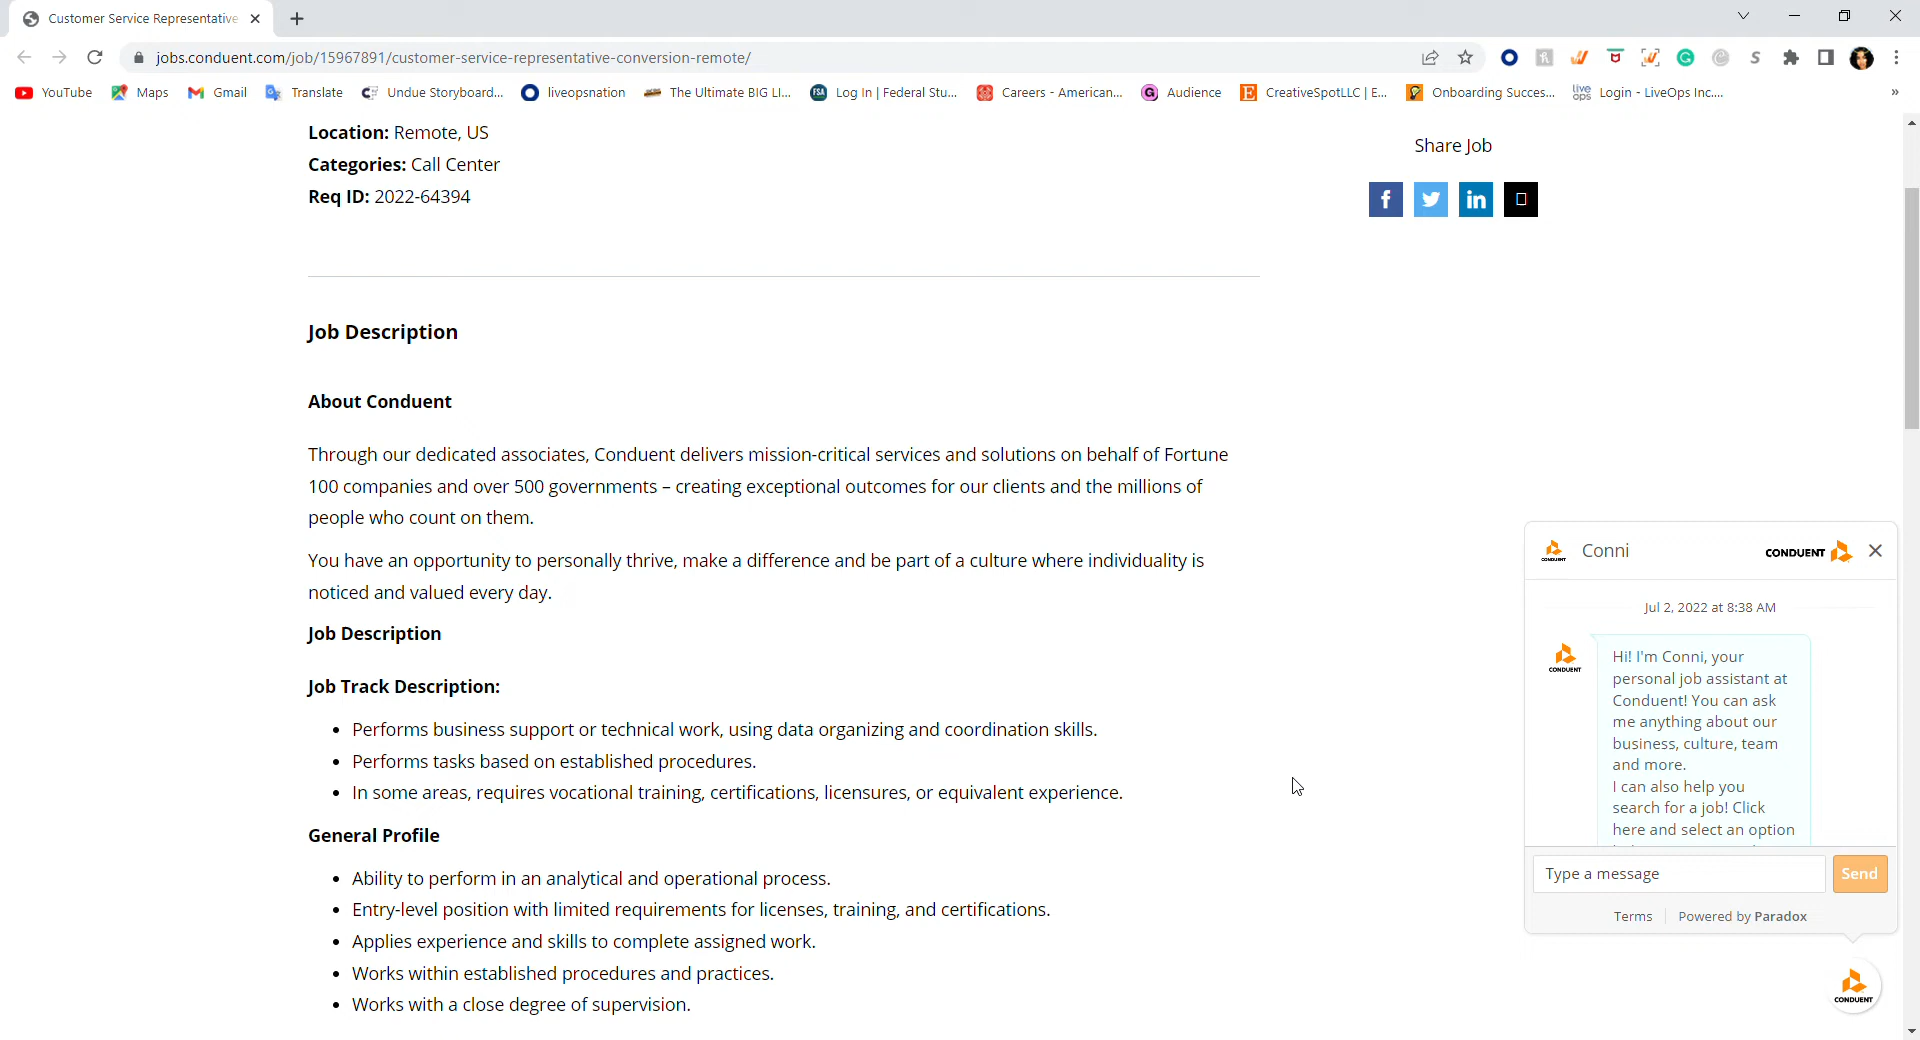 Customer Service Representative
jobs.conduent.com/job/15967891/customer-service-representative-conversion-remote/
YouTube Maps Gmail Translate Undue Storyboard... liveopsnation The Ultimate BIG LI... FSA Log In | Federal Stu... Careers - American... Audience CreativeSpotLLC | E... Onboarding Succes... live ops Login - LiveOps Inc.... »
Location: Remote, US
Categories: Call Center
Req ID: 2022-64394
Share Job
Job Description
About Conduent
Through our dedicated associates, Conduent delivers mission-critical services and solutions on behalf of Fortune
100 companies and over 500 governments – creating exceptional outcomes for our clients and the millions of
people who count on them.
You have an opportunity to personally thrive, make a difference and be part of a culture where individuality is
noticed and valued every day.
Job Description
Job Track Description:
• Performs business support or technical work, using data organizing and coordination skills.
• Performs tasks based on established procedures.
• In some areas, requires vocational training, certifications, licensures, or equivalent experience.
General Profile
• Ability to perform in an analytical and operational process.
• Entry-level position with limited requirements for licenses, training, and certifications.
• Applies experience and skills to complete assigned work.
• Works within established procedures and practices.
• Works with a close degree of supervision.
CONDUENT Conni CONDUENT
Jul 2, 2022 at 8:38 AM
CONDUENT
Hi! I'm Conni, your
personal job assistant at
Conduent! You can ask
me anything about our
business, culture, team
and more.
I can also help you
search for a job! Click
here and select an option
Type a message
Send
Terms
Powered by Paradox
CONDUENT